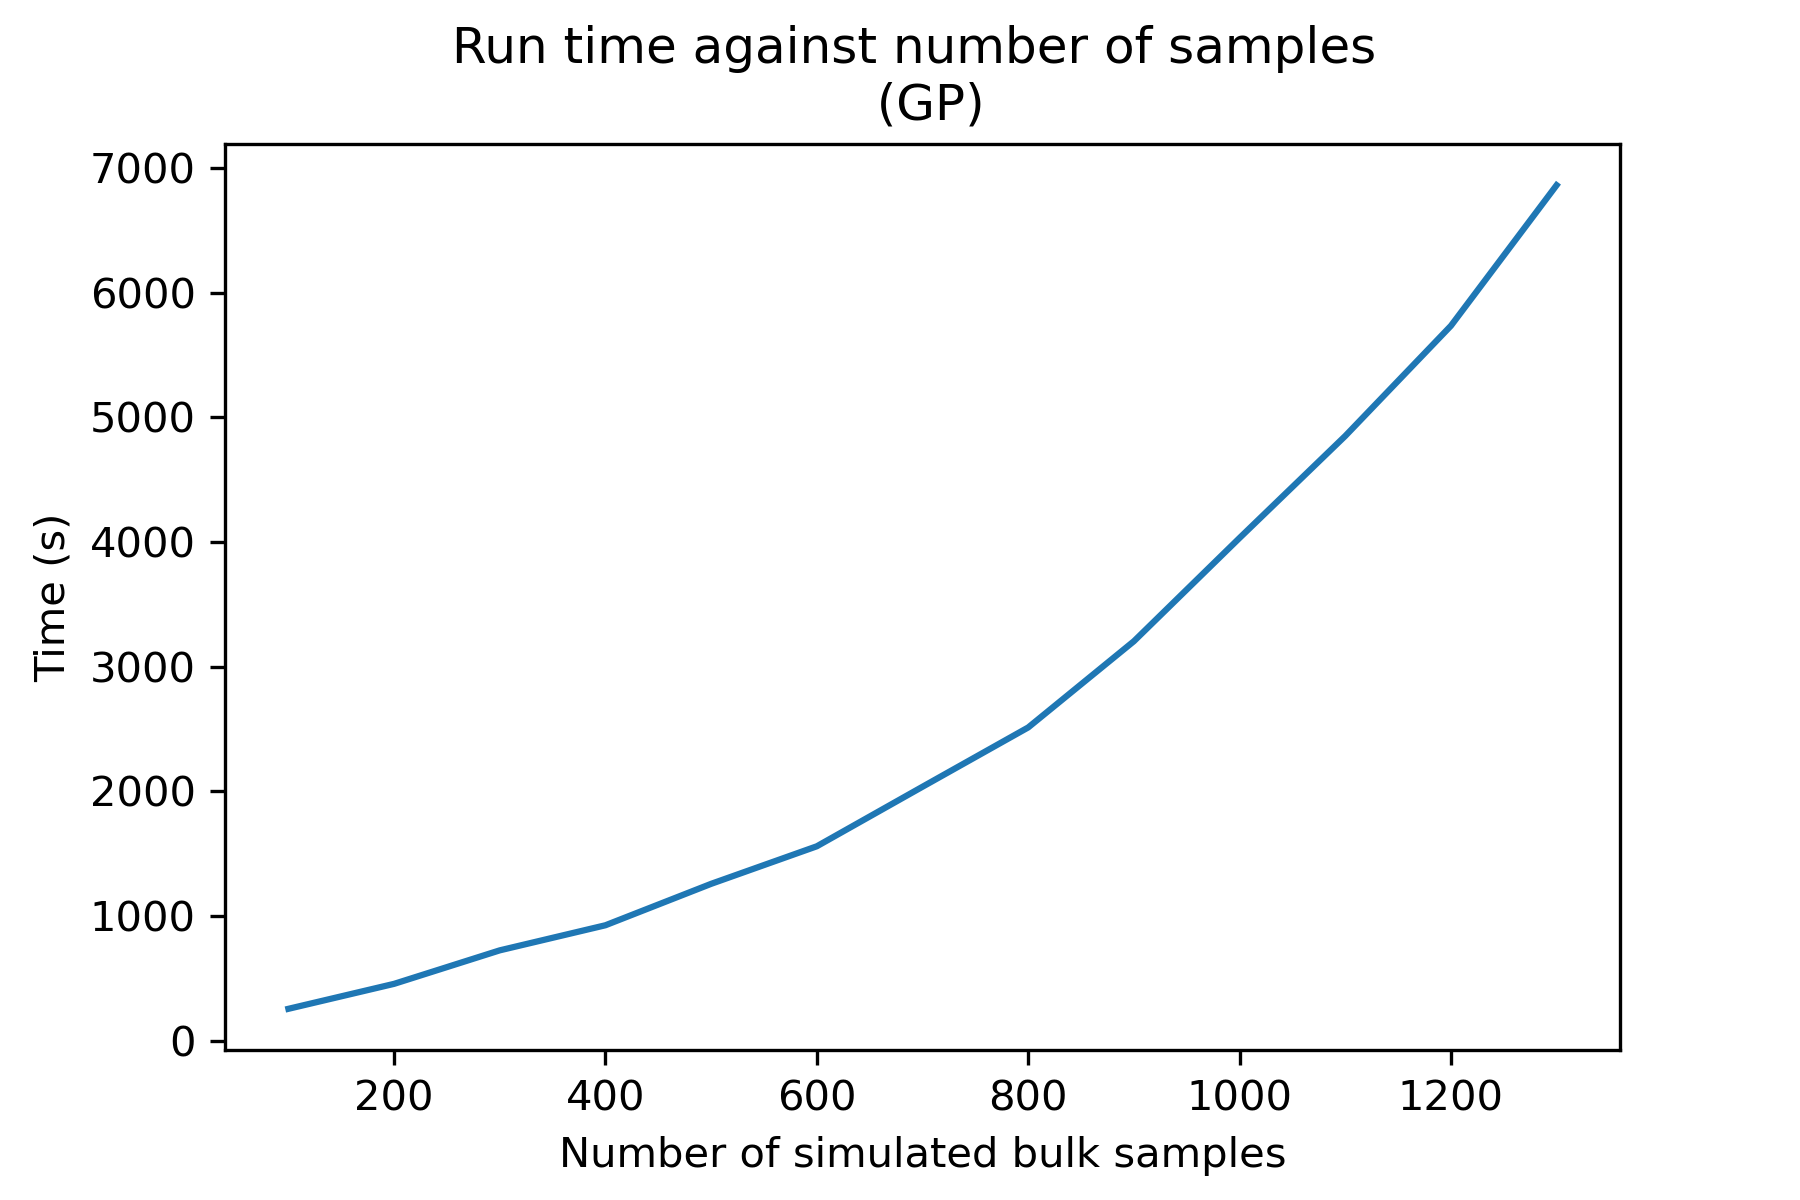 Run time against number of samples
(GP)
7000
6000
5000
4000
3000
2000
1000
0
Time (s)
200 400 600 800 1000 1200
Number of simulated bulk samples